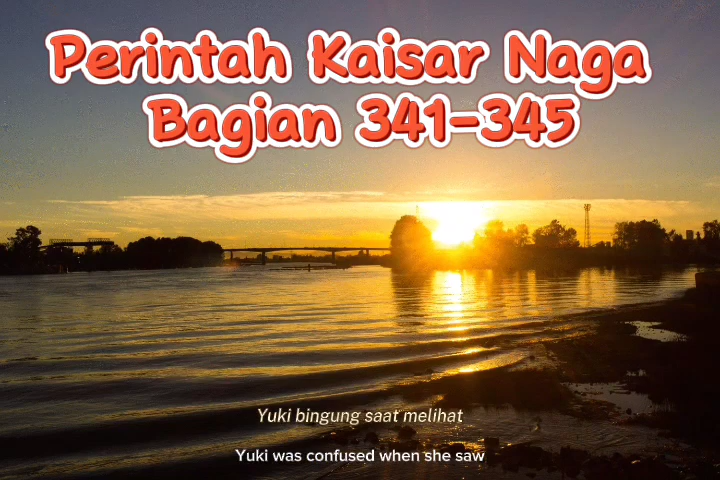 Perintah Kaisar Naga
Bagian 341-345
Yuki bingung saat melihat
Yuki was confused when she saw